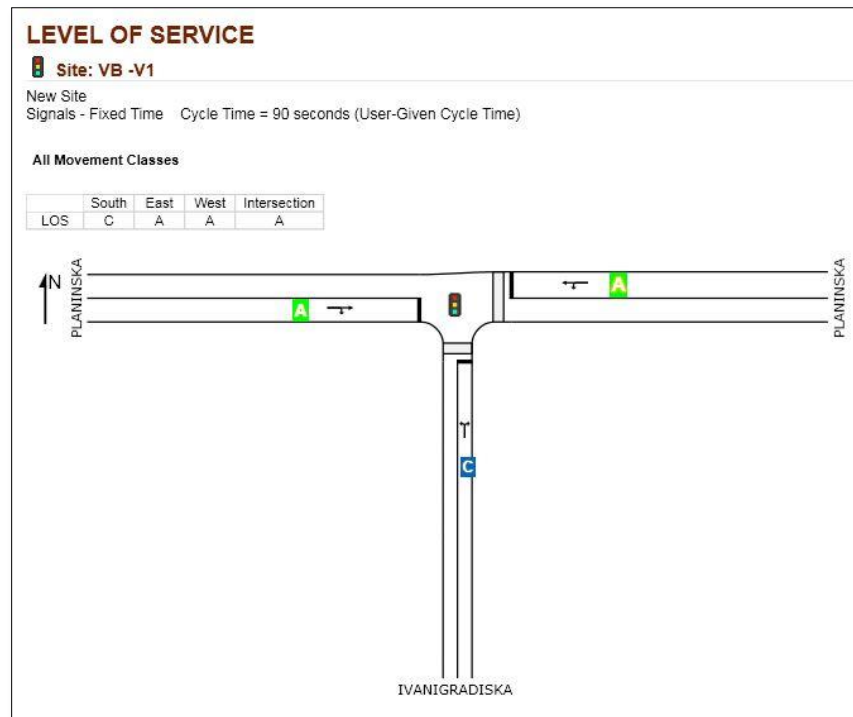 LEVEL OF SERVICE
Site: VB -V1
New Site
Signals - Fixed Time Cycle Time = 90 seconds (User-Given Cycle Time)
All Movement Classes
South East West Intersection
LOS C A A A
N
PLANINSKA
A
A
PLANINSKA
C
IVANIGRADISKA